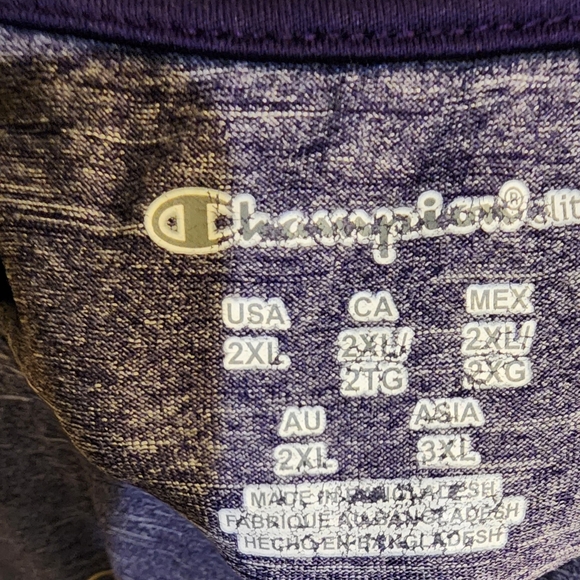 Champion®
USA CA MEX
2XL 2XL/ 2XL/
2TG 2XG
AU ASIA
2XL 3XL
MADE IN BANGLADESH
FABRIQUE AU BANGLADESH
HECHO EN BANGLADESH